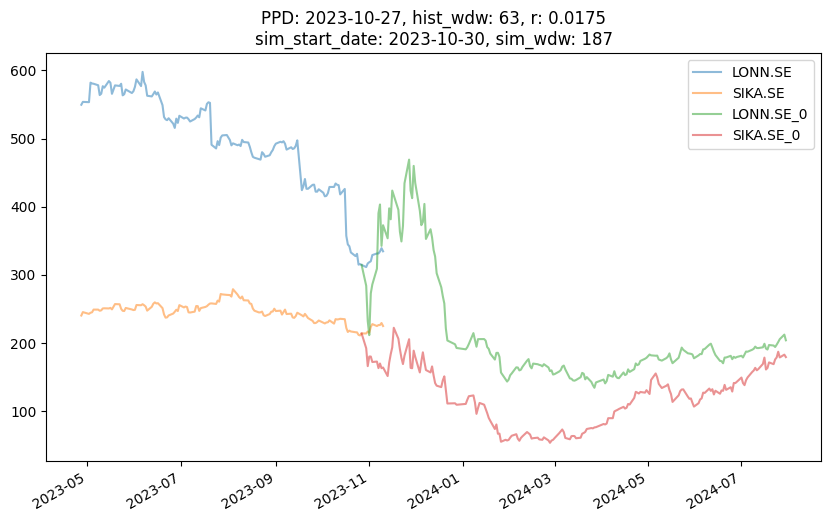 PPD: 2023-10-27, hist_wdw: 63, r: 0.0175
sim_start_date: 2023-10-30, sim_wdw: 187
LONN.SE
SIKA.SE
LONN.SE_0
SIKA.SE_0
600
500
400
300
200
100
2023-05
2023-07
2023-09
2023-11
2024-01
2024-03
2024-05
2024-07